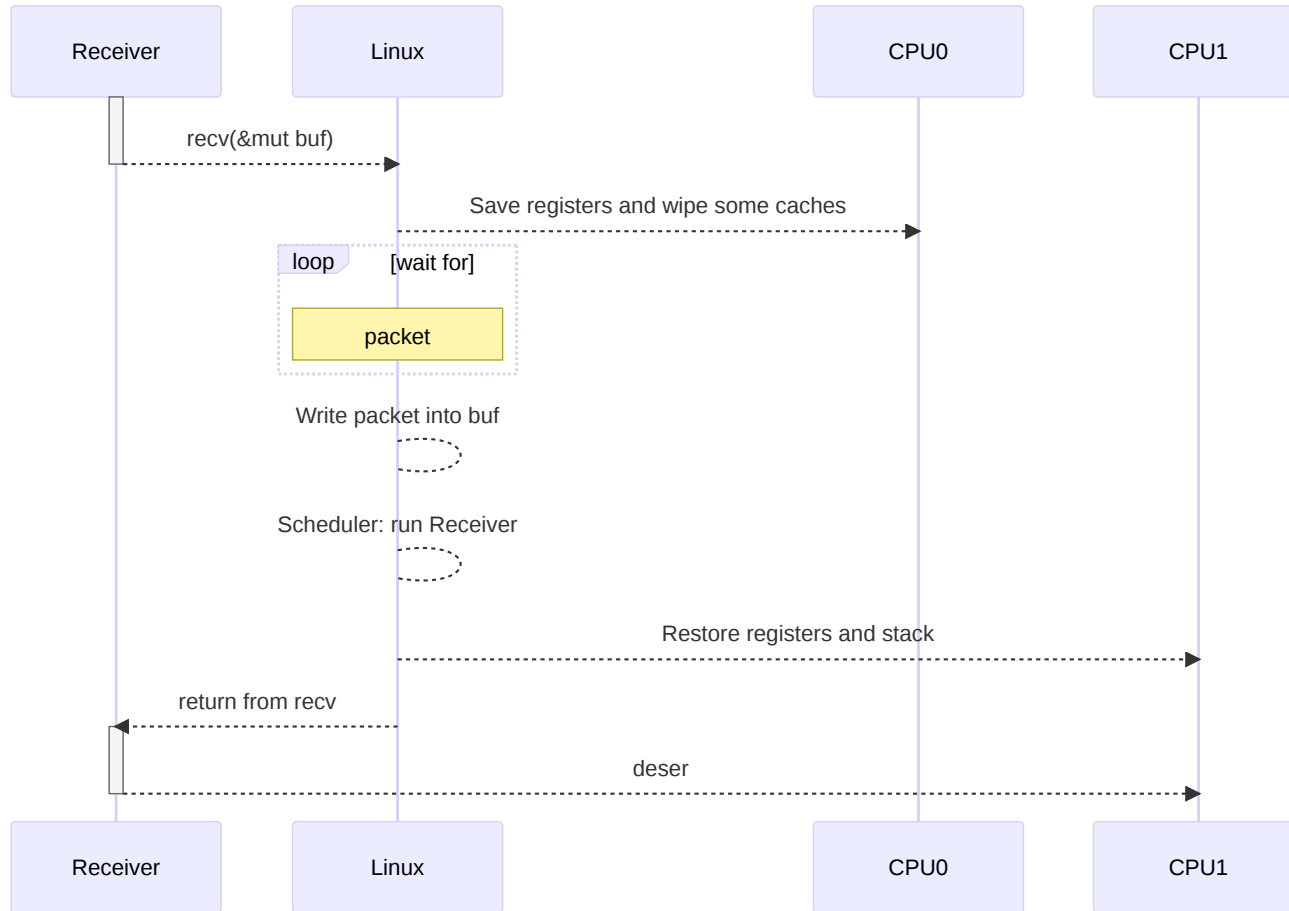 Receiver
Linux
CPU0
CPU1
recv(&mut buf)
Save registers and wipe some caches
loop
[wait for]
packet
Write packet into buf
Scheduler: run Receiver
Restore registers and stack
return from recv
deser
Receiver
Linux
CPU0
CPU1